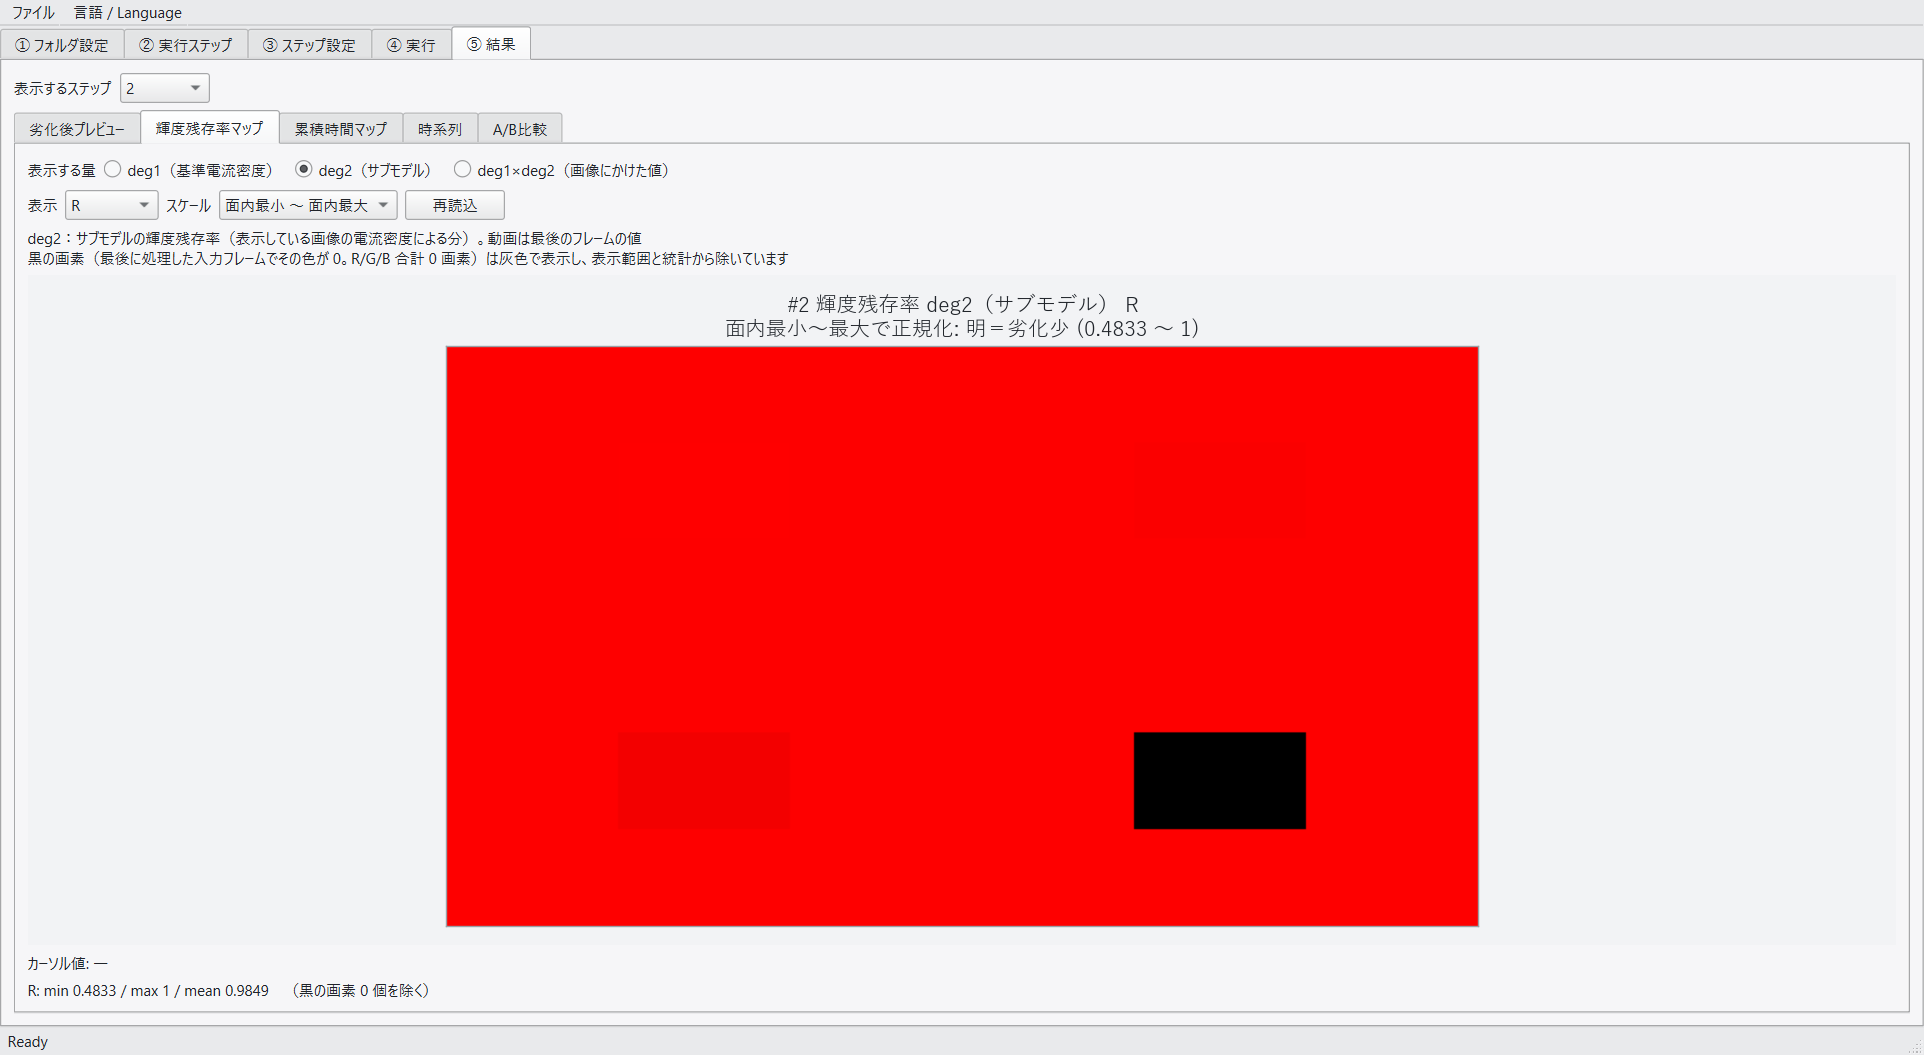 ファイル 言語 / Language
① フォルダ設定 ② 実行ステップ ③ ステップ設定 ④ 実行 ⑤ 結果
表示するステップ 2
劣化後プレビュー 輝度残存率マップ 累積時間マップ 時系列 A/B比較
表示する量 deg1（基準電流密度） deg2（サブモデル） deg1×deg2（画像にかけた値）
表示 R スケール 面内最小 ～ 面内最大 再読込
deg2：サブモデルの輝度残存率（表示している画像の電流密度による分）。動画は最後のフレームの値
黒の画素（最後に処理した入力フレームでその色が 0。R/G/B 合計 0 画素）は灰色で表示し、表示範囲と統計から除いています
#2 輝度残存率 deg2（サブモデル） R
面内最小～最大で正規化: 明＝劣化少 (0.4833 ～ 1)
カーソル値: —
R: min 0.4833 / max 1 / mean 0.9849 （黒の画素 0 個を除く）
Ready